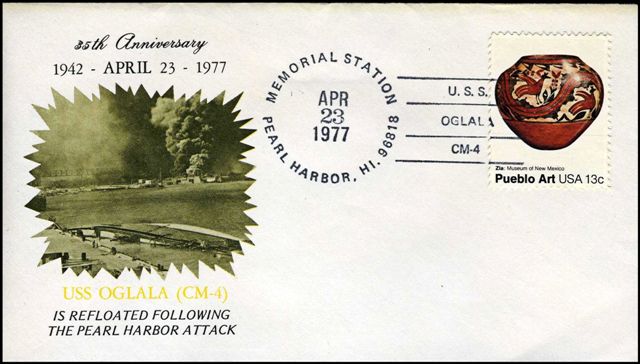 35th Anniversary
1942 - APRIL 23 - 1977
USS OGLALA (CM-4)
IS REFLOATED FOLLOWING
THE PEARL HARBOR ATTACK
MEMORIAL STATION
APR
23
1977
PEARL HARBOR, HI. 96818
U.S.S.
OGLALA
CM-4
Zia: Museum of New Mexico
Pueblo Art USA 13c